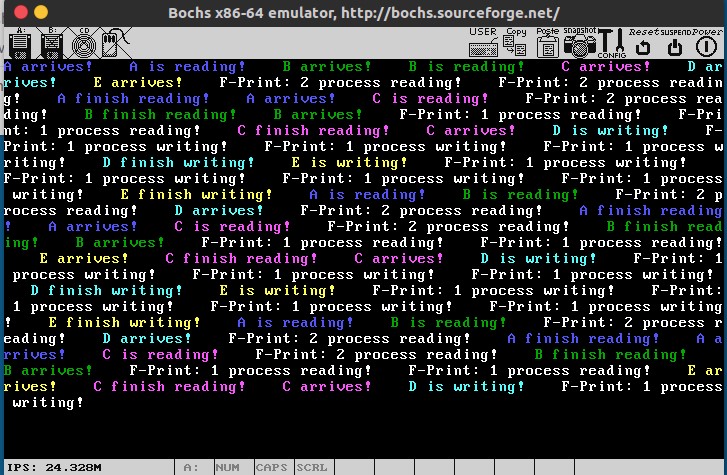 Bochs x86-64 emulator, http://bochs.sourceforge.net/
A: B: CD USER Copy Paste snapshot CONFIG Reset SUSPEND Power
A arrives! A is reading! B arrives! B is reading! C arrives! D ar
rives! E arrives! F-Print: 2 process reading! F-Print: 2 process readin
g! A finish reading! A arrives! C is reading! F-Print: 2 process rea
ding! B finish reading! B arrives! F-Print: 1 process reading! F-Pri
nt: 1 process reading! C finish reading! C arrives! D is writing! F-
Print: 1 process writing! F-Print: 1 process writing! F-Print: 1 process w
riting! D finish writing! E is writing! F-Print: 1 process writing!
F-Print: 1 process writing! F-Print: 1 process writing! F-Print: 1 process
writing! E finish writing! A is reading! B is reading! F-Print: 2 p
rocess reading! D arrives! F-Print: 2 process reading! A finish reading
! A arrives! C is reading! F-Print: 2 process reading! B finish read
ing! B arrives! F-Print: 1 process reading! F-Print: 1 process reading!
E arrives! C finish reading! C arrives! D is writing! F-Print: 1
process writing! F-Print: 1 process writing! F-Print: 1 process writing!
D finish writing! E is writing! F-Print: 1 process writing! F-Print:
1 process writing! F-Print: 1 process writing! F-Print: 1 process writing
! E finish writing! A is reading! B is reading! F-Print: 2 process r
eading! D arrives! F-Print: 2 process reading! A finish reading! A a
rrives! C is reading! F-Print: 2 process reading! B finish reading!
B arrives! F-Print: 1 process reading! F-Print: 1 process reading! E ar
rives! C finish reading! C arrives! D is writing! F-Print: 1 process
writing!
IPS: 24.328M A: NUM CAPS SCRL